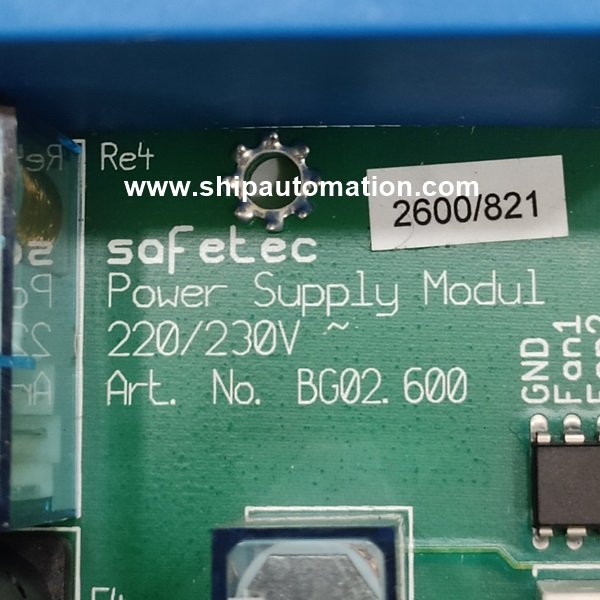 Re4
www.shipautomation.com
2600/821
safetec
Power Supply Modul
220/230V ~
Art. No. BG02.600
GND
Fan1